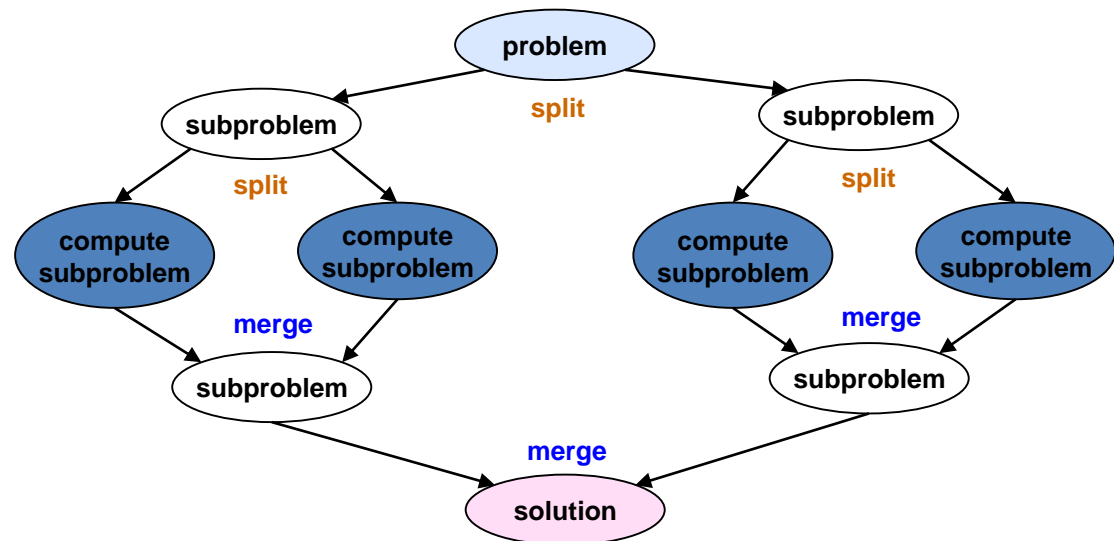 problem
split
subproblem
subproblem
split
split
compute
subproblem
compute
subproblem
compute
subproblem
compute
subproblem
merge
merge
subproblem
subproblem
merge
solution